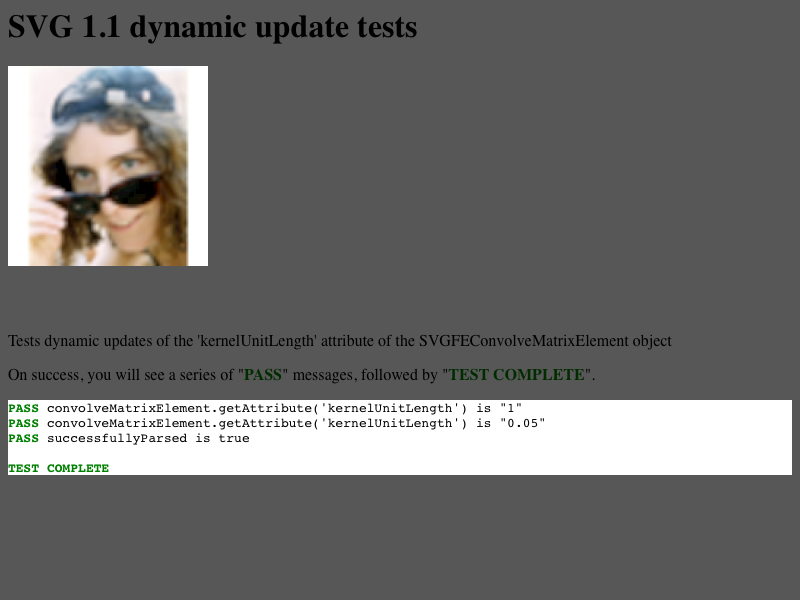 SVG 1.1 dynamic update tests
Tests dynamic updates of the 'kernelUnitLength' attribute of the SVGFEConvolveMatrixElement object
On success, you will see a series of "PASS" messages, followed by "TEST COMPLETE".
PASS convolveMatrixElement.getAttribute('kernelUnitLength') is "1"
PASS convolveMatrixElement.getAttribute('kernelUnitLength') is "0.05"
PASS successfullyParsed is true
TEST COMPLETE